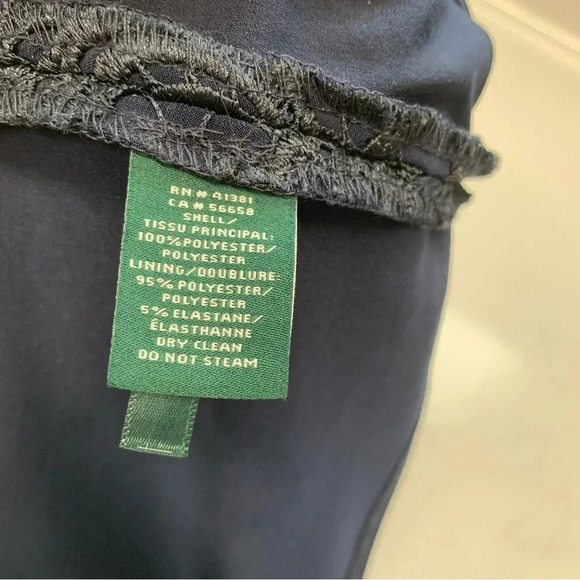 RN # 41381
CA # 56658
SHELL/
TISSU PRINCIPAL:
100%POLYESTER/
POLYESTER
LINING/DOUBLURE:
95% POLYESTER/
POLYESTER
5% ELASTANE/
ÉLASTHANNE
DRY CLEAN
DO NOT STEAM